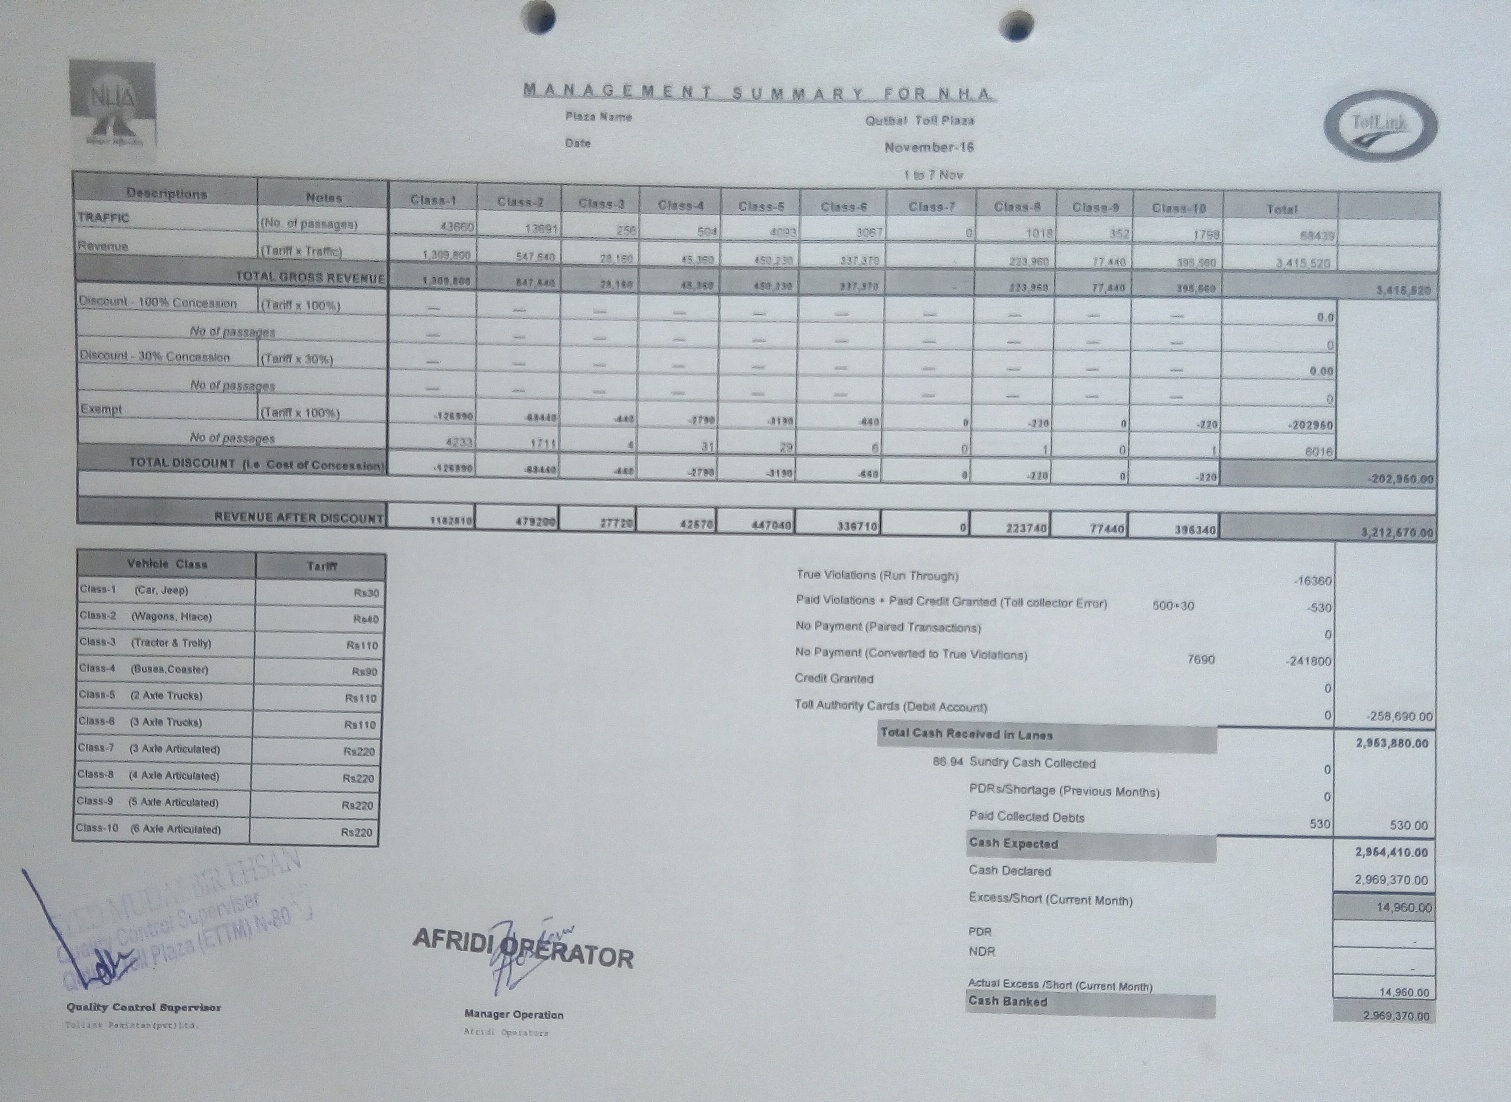 NHA
MANAGEMENT SUMMARY FOR N.H.A.
TollLink
Plaza Name Qutbal Toll Plaza
Date November-16
1 to 7 Nov
Descriptions Notes Class-1 Class-2 Class-3 Class-4 Class-5 Class-6 Class-7 Class-8 Class-9 Class-10 Total
TRAFFIC (No. of passages) 43660 13691 256 504 4093 3067 0 1018 352 1798 68439
Revenue (Tariff x Traffic) 1,309,800 547,640 28,160 45,360 450,230 337,370 - 223,960 77,440 395,560 3,415,520
TOTAL GROSS REVENUE 1,309,800 547,640 28,160 45,360 450,230 337,370 - 223,960 77,440 395,560 3,415,520
Discount - 100% Concession (Tariff x 100%) — — — — — — — — — — 0.0
No of passages — — — — — — — — — — 0
Discount - 30% Concession (Tariff x 30%) — — — — — — — — — — 0.00
No of passages — — — — — — — — — — 0
Exempt (Tariff x 100%) -126990 -68440 -440 -2790 -3190 -660 0 -220 0 -220 -202950
No of passages 4233 1711 4 31 29 6 0 1 0 1 6016
TOTAL DISCOUNT (i.e Cost of Concession) -126990 -68440 -440 -2790 -3190 -660 0 -220 0 -220 -202,950.00
REVENUE AFTER DISCOUNT 1182810 479200 27720 42570 447040 336710 0 223740 77440 395340 3,212,570.00
Vehicle Class Tariff
Class-1 (Car, Jeep) Rs30
Class-2 (Wagons, Hiace) Rs40
Class-3 (Tractor & Trolly) Rs110
Class-4 (Buses,Coaster) Rs90
Class-5 (2 Axle Trucks) Rs110
Class-6 (3 Axle Trucks) Rs110
Class-7 (3 Axle Articulated) Rs220
Class-8 (4 Axle Articulated) Rs220
Class-9 (5 Axle Articulated) Rs220
Class-10 (6 Axle Articulated) Rs220
True Violations (Run Through) -16360
Paid Violations + Paid Credit Granted (Toll collector Error) 500+30 -530
No Payment (Paired Transactions) 0
No Payment (Converted to True Violations) 7690 -241800
Credit Granted 0
Toll Authority Cards (Debit Account) 0 -258,690.00
Total Cash Received in Lanes 2,953,880.00
86.94 Sundry Cash Collected 0
PDRs/Shortage (Previous Months) 0
Paid Collected Debts 530 530.00
Cash Expected 2,954,410.00
Cash Declared 2,969,370.00
Excess/Short (Current Month) 14,960.00
PDR -
NDR -
Actual Excess /Short (Current Month) 14,960.00
Cash Banked 2,969,370.00
MUDABBIR EHSAN
Quality Control Superviser
Toll Plaza (ETTM) N-80
Quality Control Supervisor
Tollink Pakistan(pvt)Ltd.
AFRIDI OPERATOR
Manager Operation
Afridi Operators